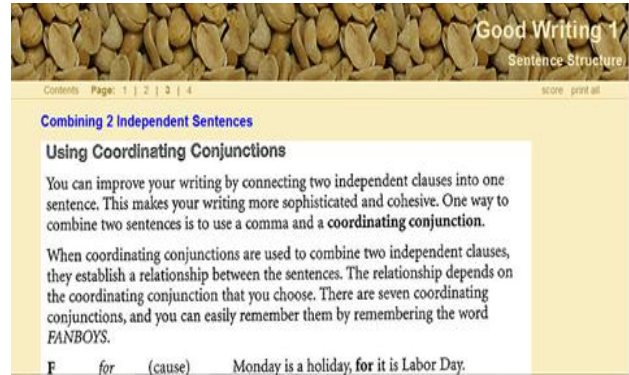 Good Writing 1
Sentence Structure
Contents Page: 1 | 2 | 3 | 4 score print all
Combining 2 Independent Sentences
Using Coordinating Conjunctions
You can improve your writing by connecting two independent clauses into one
sentence. This makes your writing more sophisticated and cohesive. One way to
combine two sentences is to use a comma and a coordinating conjunction.
When coordinating conjunctions are used to combine two independent clauses,
they establish a relationship between the sentences. The relationship depends on
the coordinating conjunction that you choose. There are seven coordinating
conjunctions, and you can easily remember them by remembering the word
FANBOYS.
F for (cause) Monday is a holiday, for it is Labor Day.